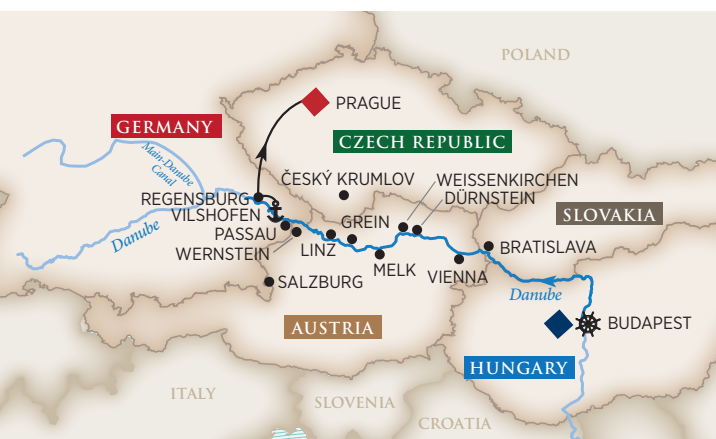 POLAND
PRAGUE
GERMANY
CZECH REPUBLIC
Main-Danube
Canal
ČESKÝ KRUMLOV
WEISSENKIRCHEN
DÜRNSTEIN
REGENSBURG
VILSHOFEN
PASSAU
WERNSTEIN
GREIN
LINZ
SLOVAKIA
Danube
BRATISLAVA
MELK
VIENNA
SALZBURG
Danube
AUSTRIA
BUDAPEST
HUNGARY
ITALY
SLOVENIA
CROATIA